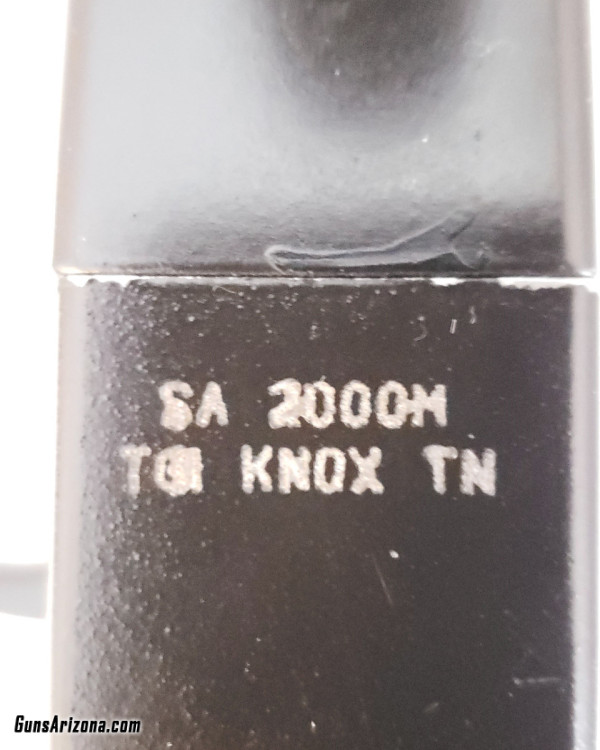 SA 2000M
TGI KNOX TN
GunsArizona.com